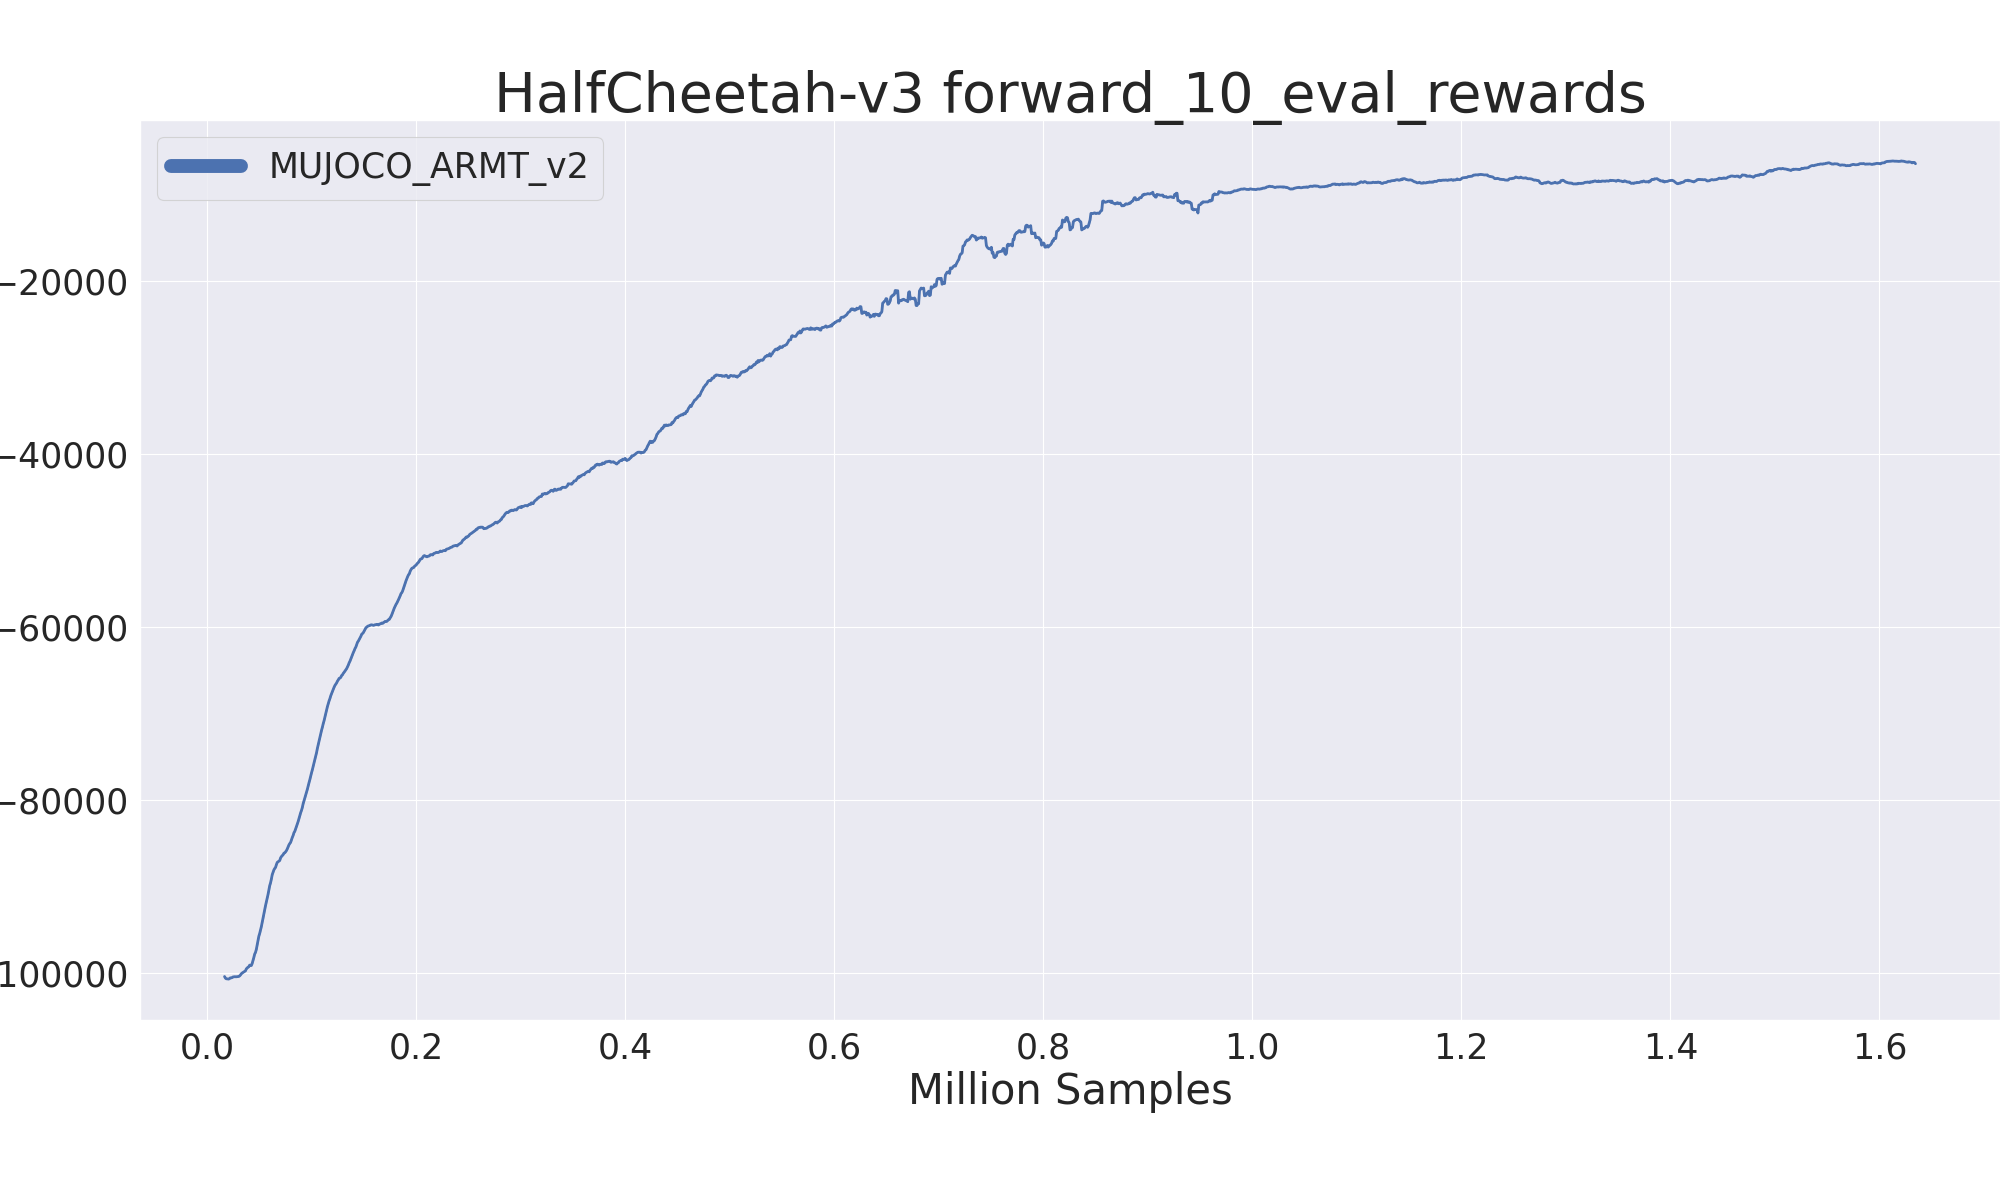 HalfCheetah-v3 forward_10_eval_rewards
MUJOCO_ARMT_v2
−20000
−40000
−60000
−80000
100000
0.0 0.2 0.4 0.6 0.8 1.0 1.2 1.4 1.6
Million Samples